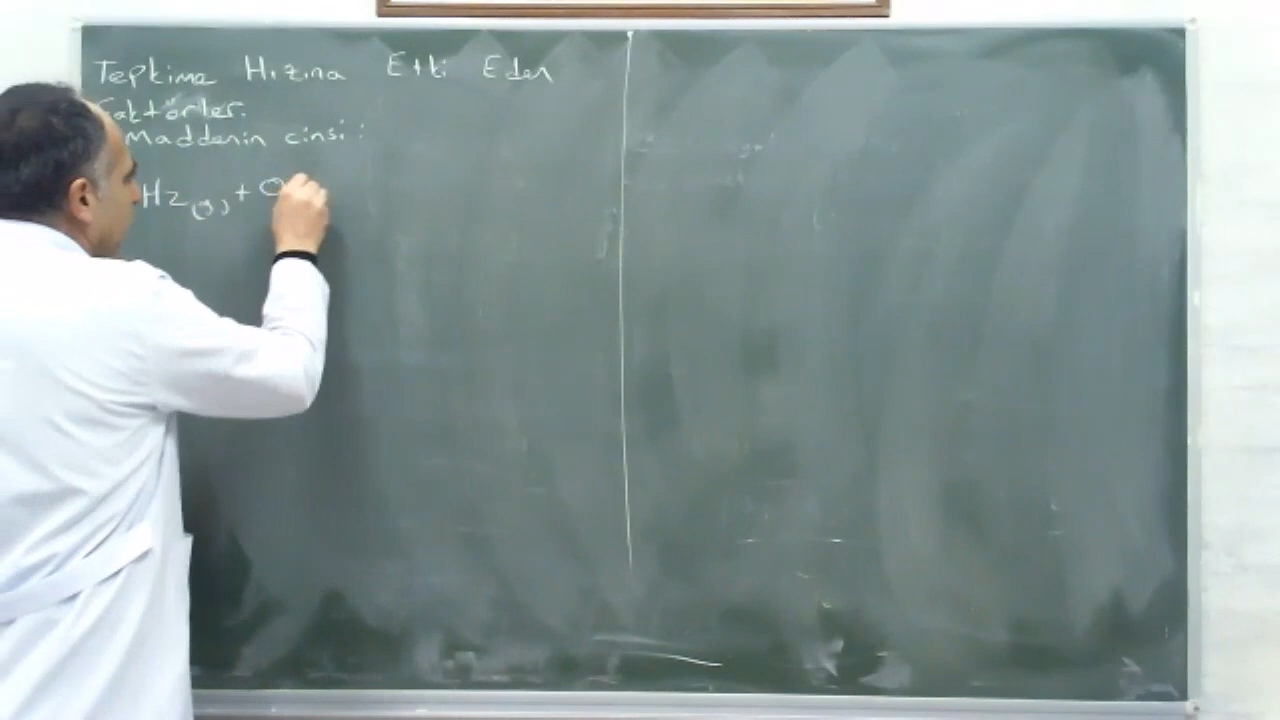 Tepkime Hızına Etki Eden
Faktörler.
Maddenin cinsi:
H2(g) + O